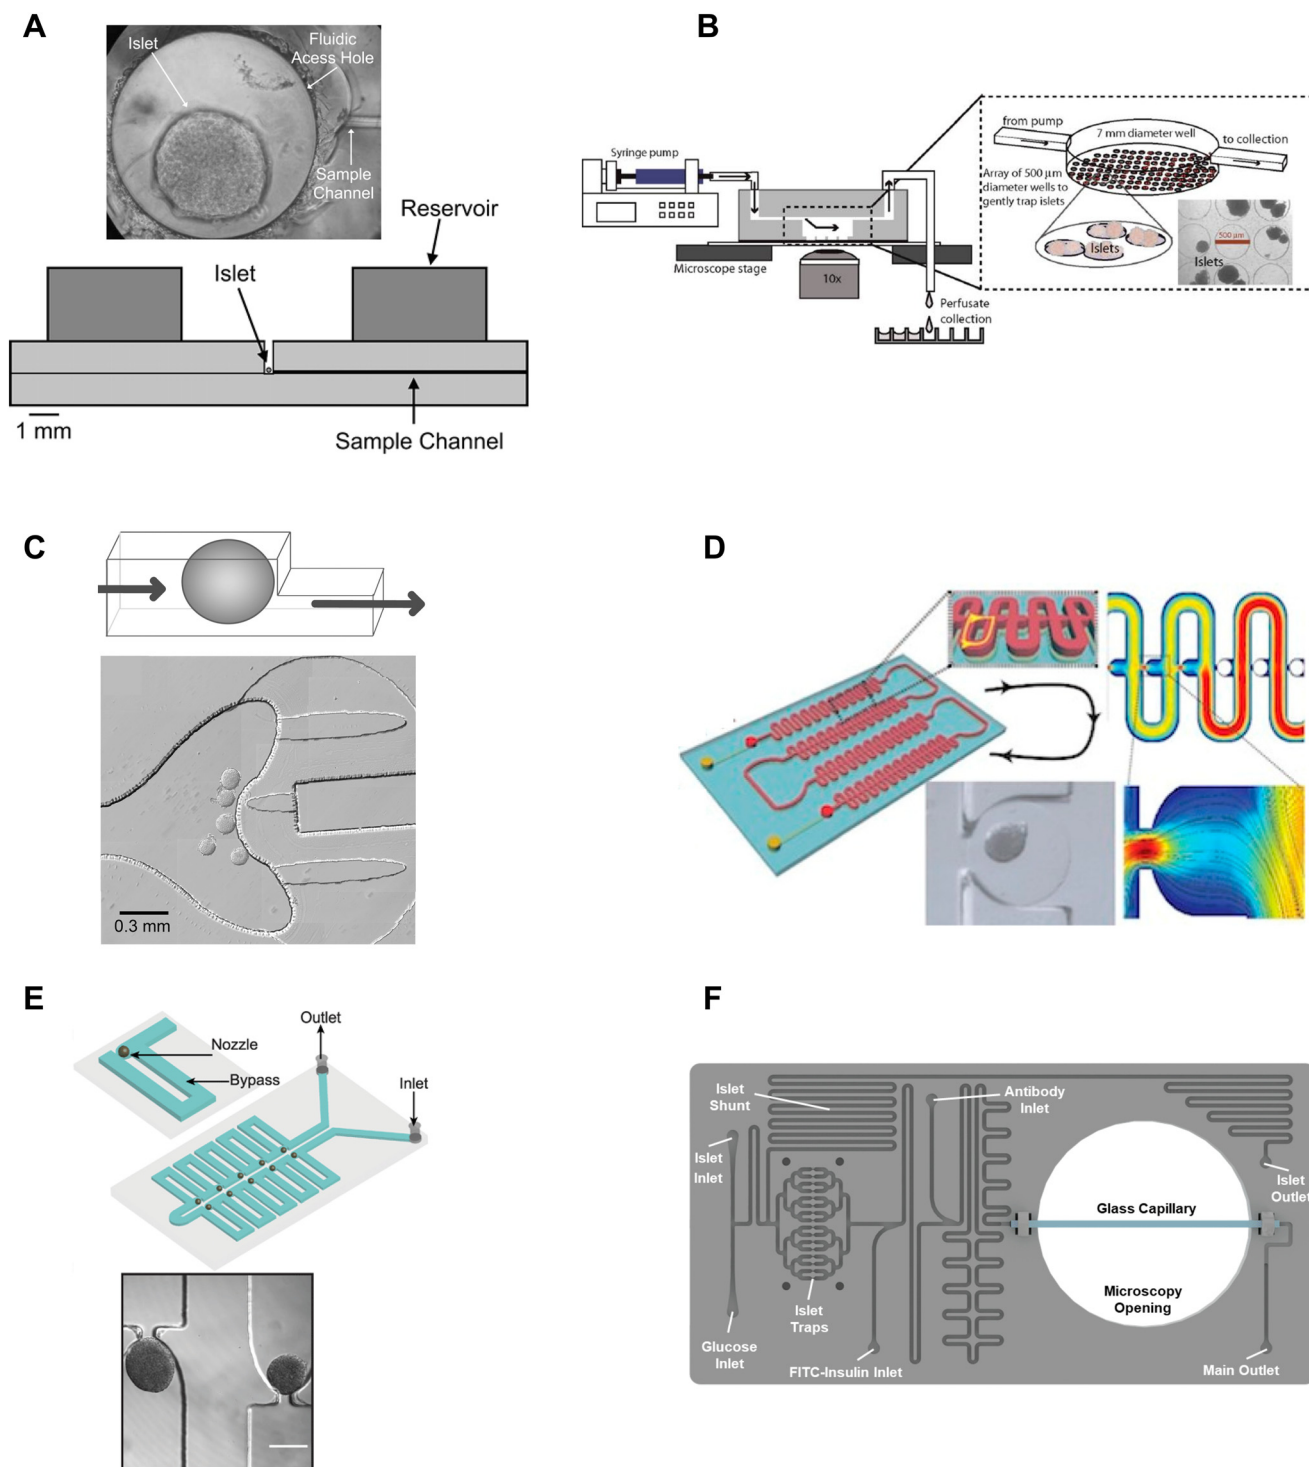 A
Islet
Fluidic
Acess Hole
Sample
Channel
Reservoir
Islet
1 mm
Sample Channel
B
Syringe pump
Microscope stage
10x
Perfusate
collection
from pump
7 mm diameter well
to collection
Array of 500 µm
diameter wells to
gently trap islets
Islets
500 µm
Islets
C
0.3 mm
D
E
Outlet
Nozzle
Bypass
Inlet
F
Islet
Shunt
Antibody
Inlet
Islet
Inlet
Islet
Outlet
Glass Capillary
Microscopy
Opening
Islet
Traps
Glucose
Inlet
FITC-Insulin Inlet
Main Outlet